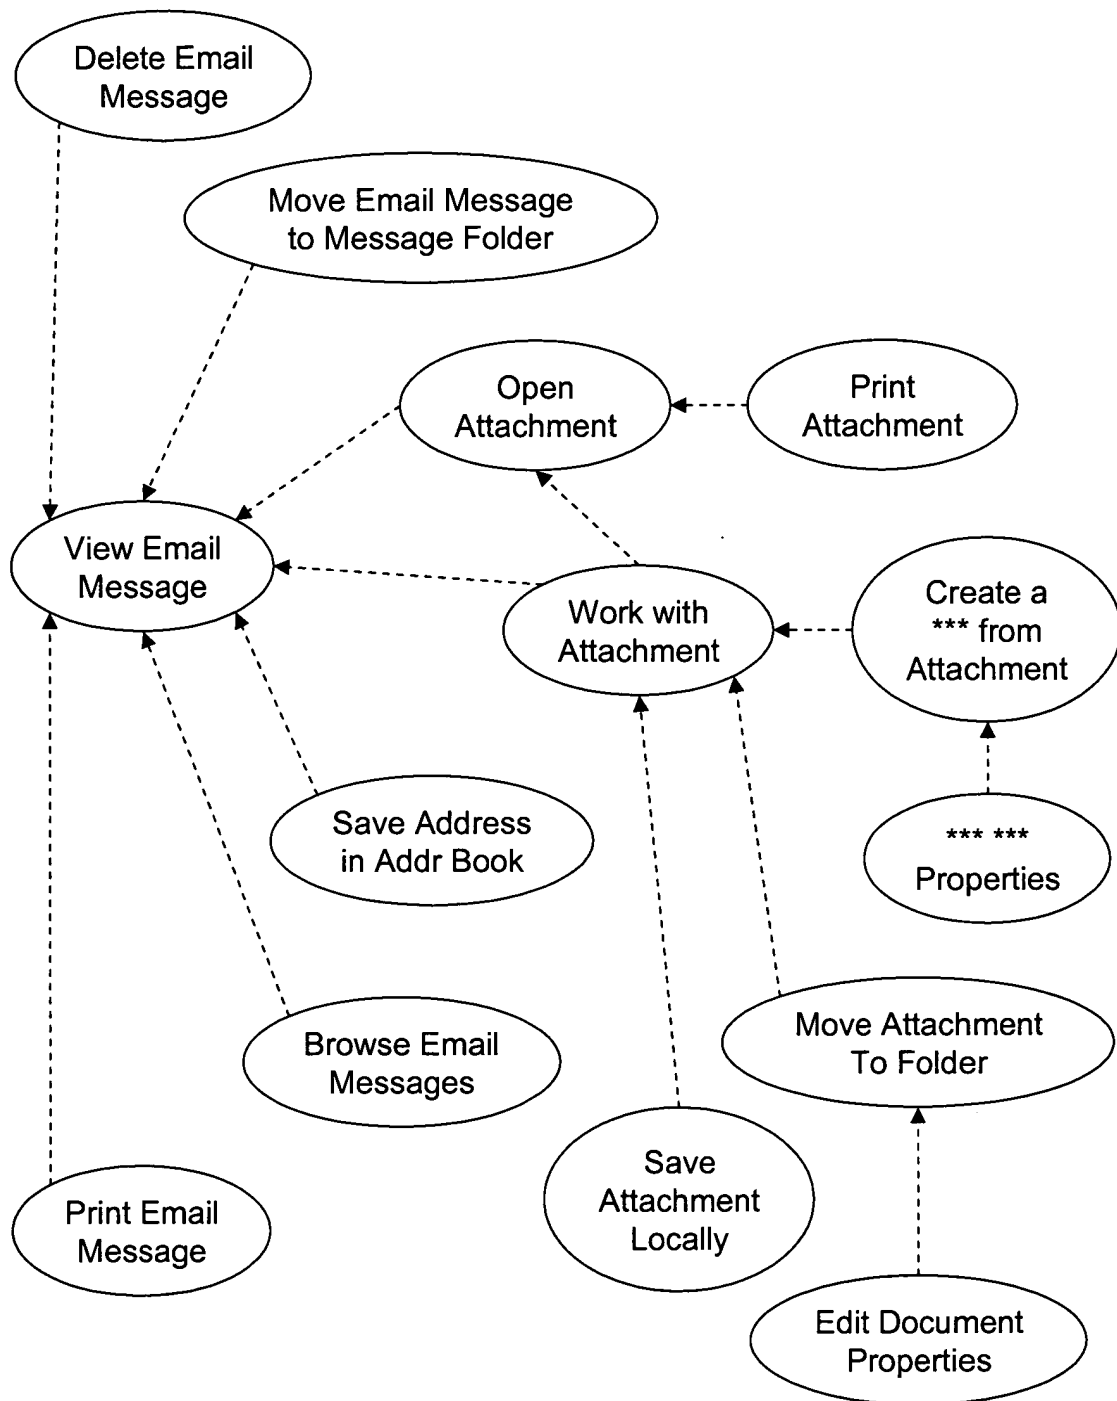 Delete Email
Message
Move Email Message
to Message Folder
Open
Attachment
Print
Attachment
View Email
Message
Work with
Attachment
Create a
*** from
Attachment
Save Address
in Addr Book
*** ***
Properties
Browse Email
Messages
Move Attachment
To Folder
Save
Attachment
Locally
Print Email
Message
Edit Document
Properties